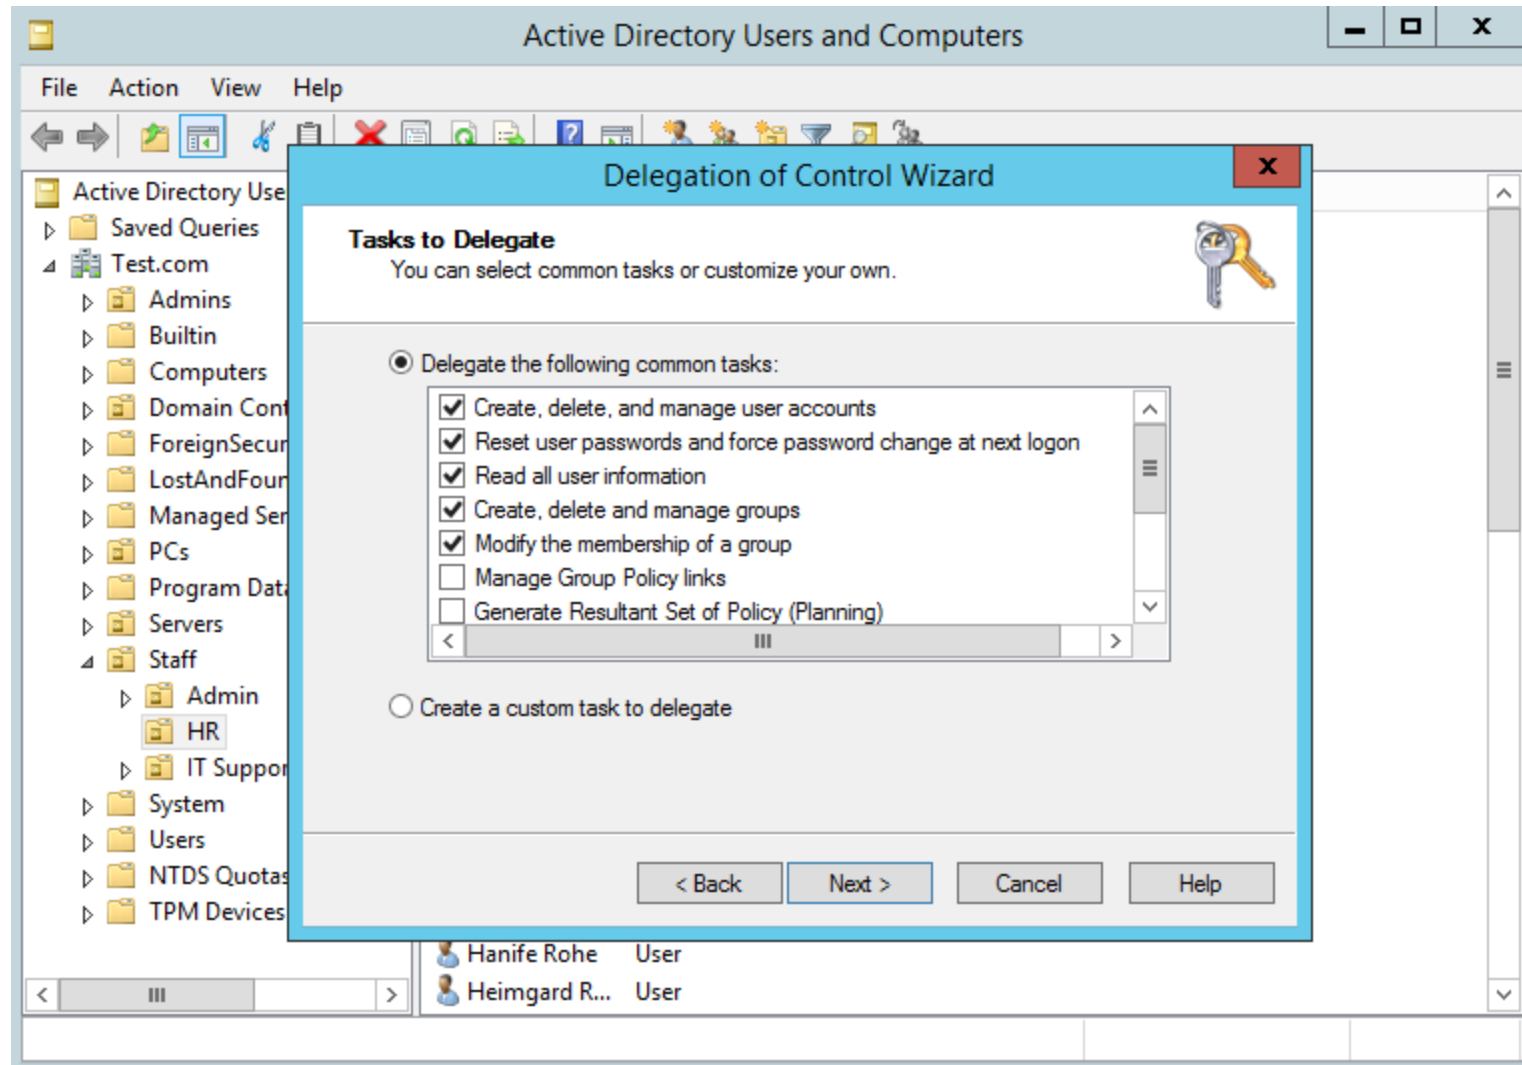 Active Directory Users and Computers
File Action View Help
Active Directory Use
Saved Queries
Test.com
Admins
Builtin
Computers
Domain Cont
ForeignSecur
LostAndFoun
Managed Ser
PCs
Program Data
Servers
Staff
Admin
HR
IT Suppor
System
Users
NTDS Quotas
TPM Devices
Delegation of Control Wizard
Tasks to Delegate
You can select common tasks or customize your own.
Delegate the following common tasks:
Create, delete, and manage user accounts
Reset user passwords and force password change at next logon
Read all user information
Create, delete and manage groups
Modify the membership of a group
Manage Group Policy links
Generate Resultant Set of Policy (Planning)
Create a custom task to delegate
< Back Next > Cancel Help
Hanife Rohe User
Heimgard R... User